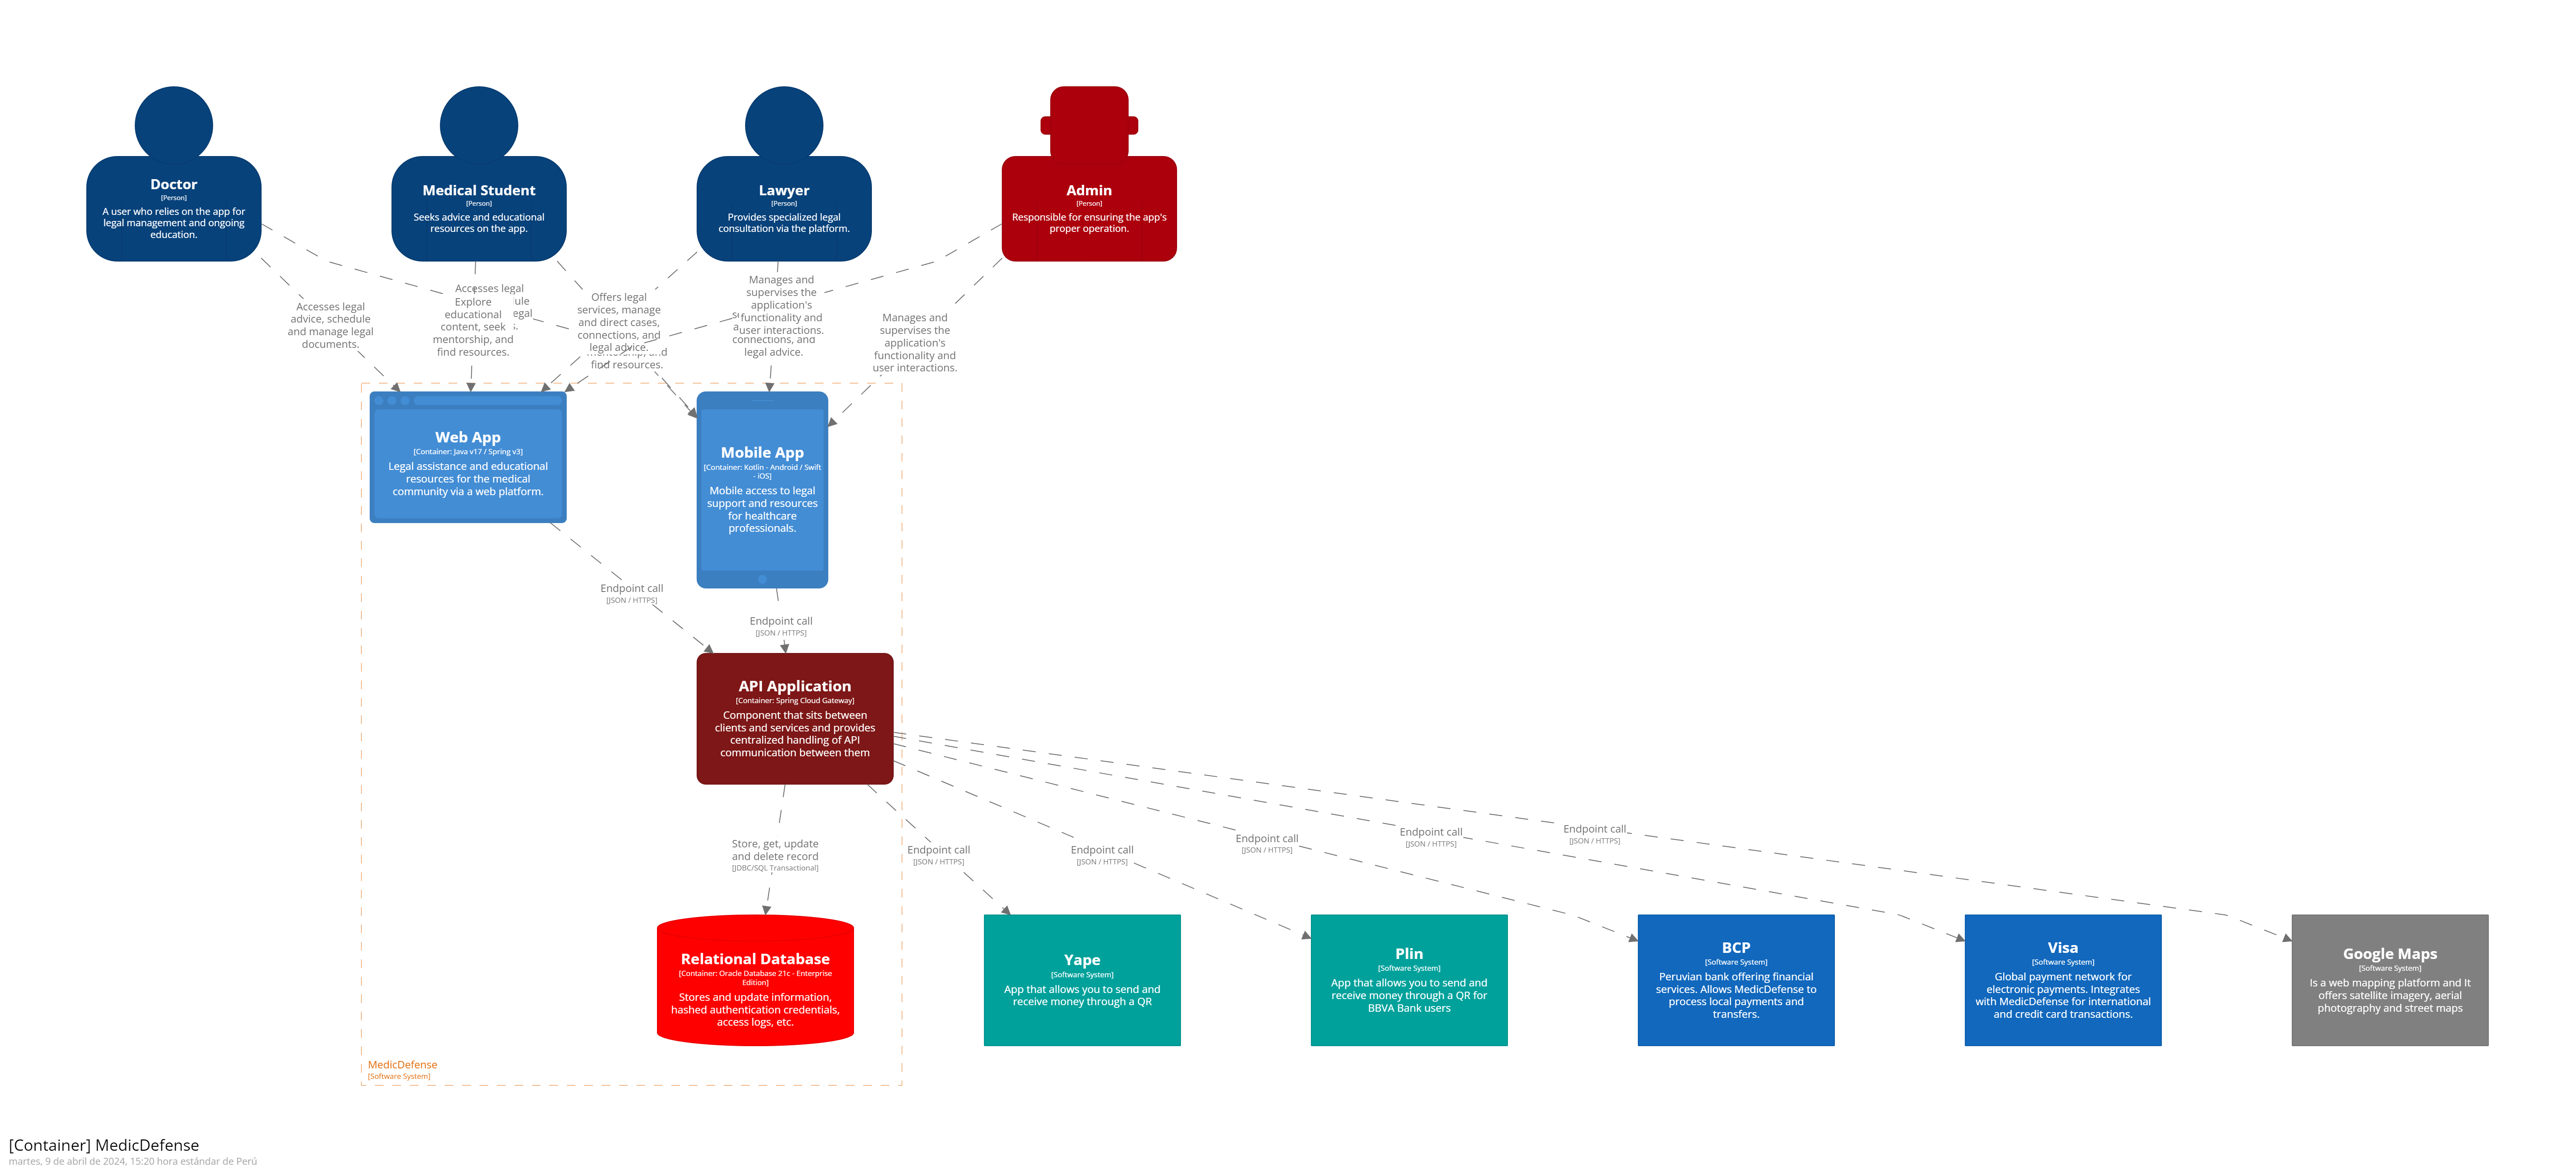 Doctor
[Person]
A user who relies on the app for
legal management and ongoing
education.
Medical Student
[Person]
Seeks advice and educational
resources on the app.
Lawyer
[Person]
Provides specialized legal
consultation via the platform.
Admin
[Person]
Responsible for ensuring the app's
proper operation.
Accesses legal
advice, schedule
and manage legal
documents.
Accesses legal
Explore
educational
content, seek
mentorship, and
find resources.
Offers legal
services, manage
and direct cases,
connections, and
legal advice.
find resources.
Manages and
supervises the
application's
functionality and
user interactions.
connections, and
legal advice.
Manages and
supervises the
application's
functionality and
user interactions.
Web App
[Container: Java v17 / Spring v3]
Legal assistance and educational
resources for the medical
community via a web platform.
Mobile App
[Container: Kotlin - Android / Swift
- iOS]
Mobile access to legal
support and resources
for healthcare
professionals.
Endpoint call
[JSON / HTTPS]
Endpoint call
[JSON / HTTPS]
API Application
[Container: Spring Cloud Gateway]
Component that sits between
clients and services and provides
centralized handling of API
communication between them
Store, get, update
and delete record
[JDBC/SQL Transactional]
Endpoint call
[JSON / HTTPS]
Endpoint call
[JSON / HTTPS]
Endpoint call
[JSON / HTTPS]
Endpoint call
[JSON / HTTPS]
Endpoint call
[JSON / HTTPS]
Relational Database
[Container: Oracle Database 21c - Enterprise
Edition]
Stores and update information,
hashed authentication credentials,
access logs, etc.
Yape
[Software System]
App that allows you to send and
receive money through a QR
Plin
[Software System]
App that allows you to send and
receive money through a QR for
BBVA Bank users
BCP
[Software System]
Peruvian bank offering financial
services. Allows MedicDefense to
process local payments and
transfers.
Visa
[Software System]
Global payment network for
electronic payments. Integrates
with MedicDefense for international
and credit card transactions.
Google Maps
[Software System]
Is a web mapping platform and It
offers satellite imagery, aerial
photography and street maps
MedicDefense
[Software System]
[Container] MedicDefense
martes, 9 de abril de 2024, 15:20 hora estándar de Perú